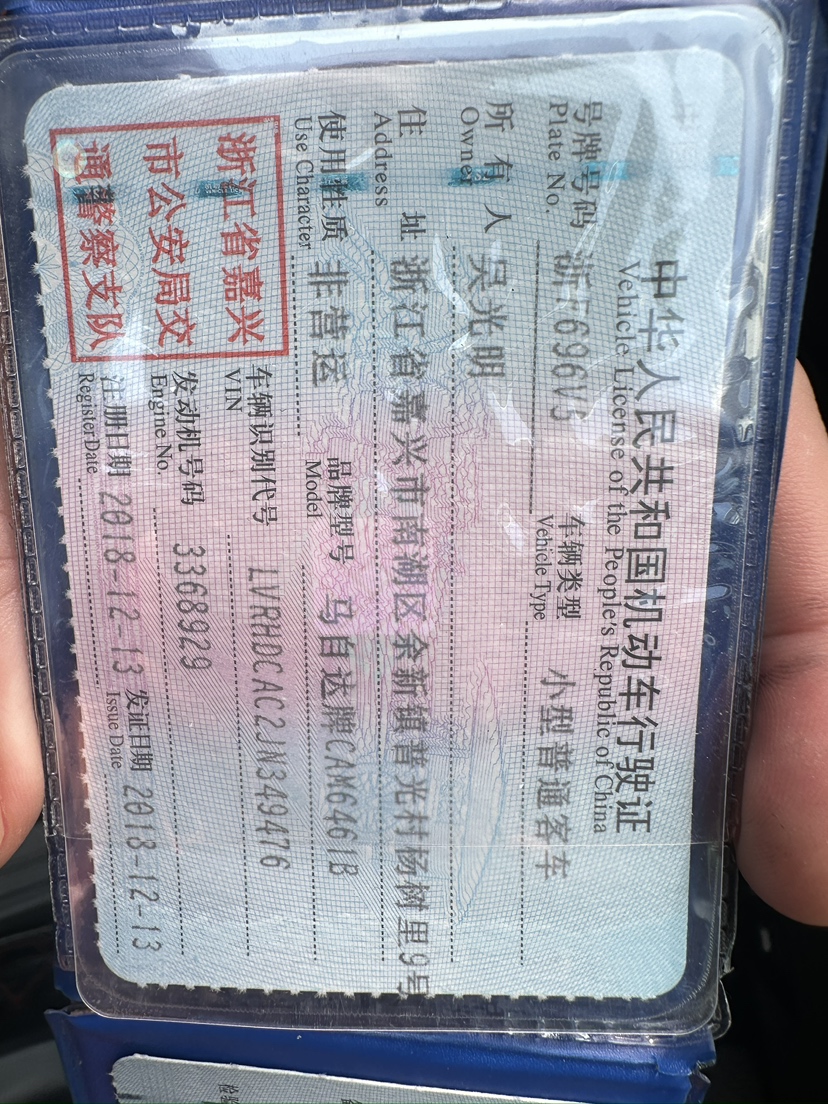 中华人民共和国机动车行驶证
Vehicle License of the People's Republic of China
号牌号码 浙F696V5 车辆类型 小型普通客车
Plate No. Vehicle Type
所有人 吴光明
Owner
住址 浙江省嘉兴市南湖区余新镇普光村杨树里9号
Address
使用性质 非营运 品牌型号 马自达牌CAM6461B
Use Character Model
浙江省嘉兴
市公安局交
通警察支队
车辆识别代号 LVRHDCAC2JN349476
VIN
发动机号码 3368929
Engine No.
注册日期 2018-12-13 发证日期 2018-12-13
Register Date Issue Date